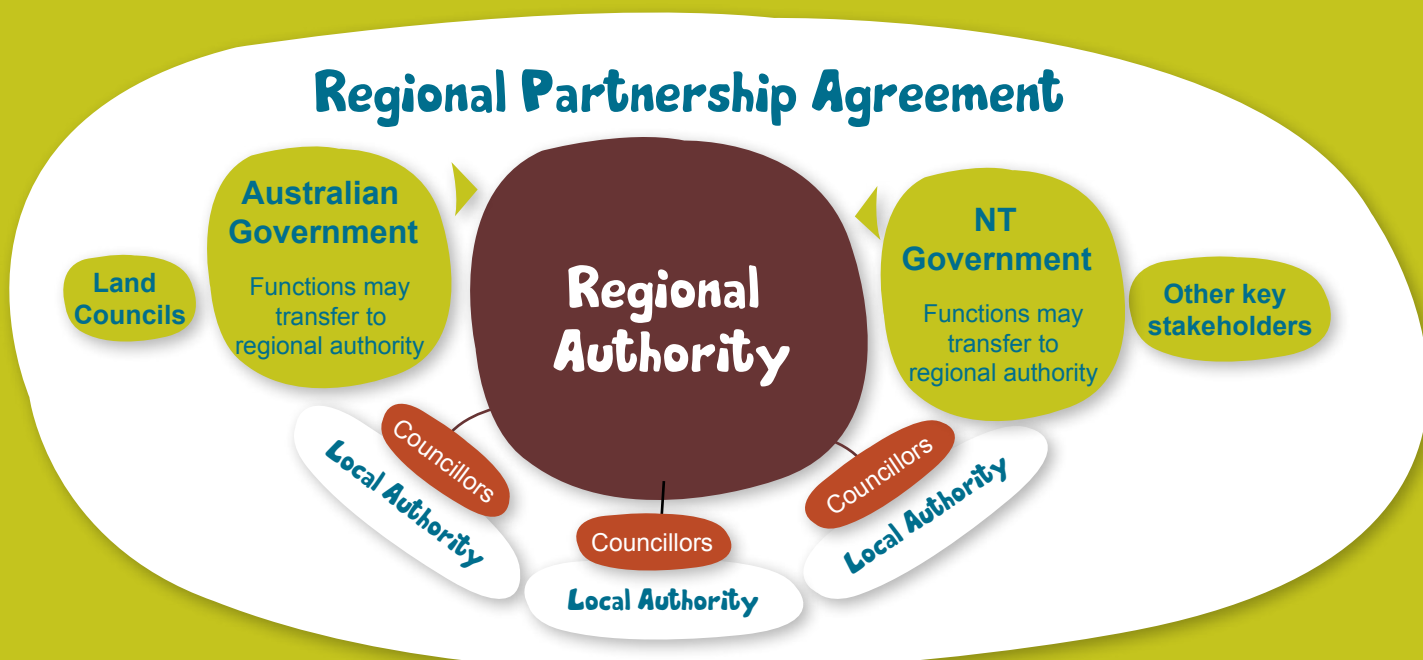 Regional Partnership Agreement
Land
Councils
Australian
Government
Functions may
transfer to
regional authority
Regional
Authority
NT
Government
Functions may
transfer to
regional authority
Other key
stakeholders
Councillors
Local Authority
Councillors
Local Authority
Councillors
Local Authority